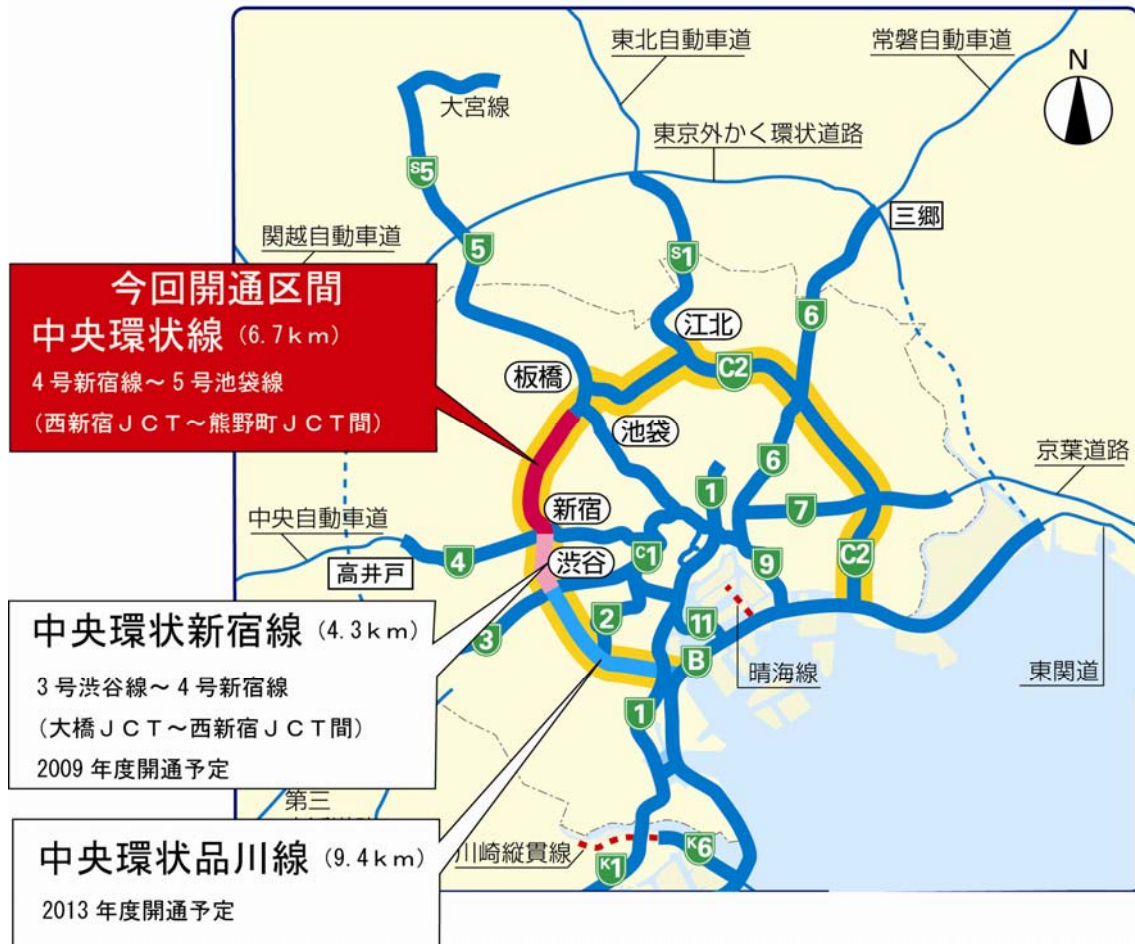 東北自動車道
常磐自動車道
N
大宮線
東京外かく環状道路
S5
三郷
関越自動車道
5
S1
今回開通区間
中央環状線 (6.7km)
4号新宿線～5号池袋線
(西新宿JCT～熊野町JCT間)
6
江北
板橋
C2
池袋
6
京葉道路
1
7
新宿
中央自動車道
4
C1
9
C2
高井戸
渋谷
中央環状新宿線 (4.3km)
3号渋谷線～4号新宿線
(大橋JCT～西新宿JCT間)
2009年度開通予定
3
2
11
B
晴海線
東関道
1
第三
中央環状品川線 (9.4km)
2013年度開通予定
川崎縦貫線
K1
K6